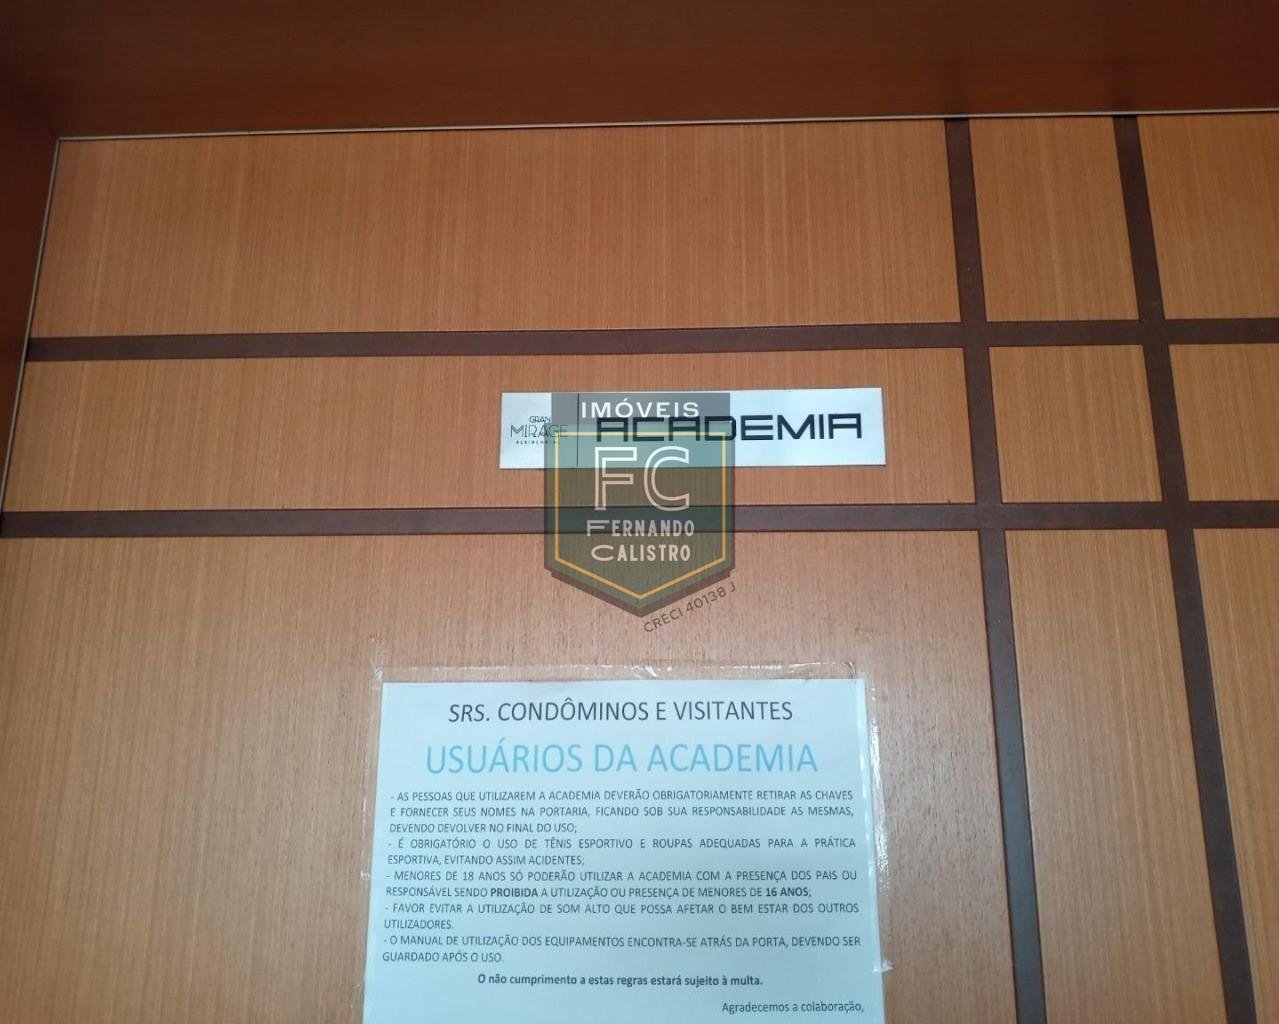 GRAN
MIRAGE
RESIDENCIAL
ACADEMIA
IMÓVEIS
FC
FERNANDO
CALISTRO
CRECI 40138 J
SRS. CONDÔMINOS E VISITANTES
USUÁRIOS DA ACADEMIA
- AS PESSOAS QUE UTILIZAREM A ACADEMIA DEVERÃO OBRIGATORIAMENTE RETIRAR AS CHAVES
E FORNECER SEUS NOMES NA PORTARIA, FICANDO SOB SUA RESPONSABILIDADE AS MESMAS,
DEVENDO DEVOLVER NO FINAL DO USO;
- É OBRIGATÓRIO O USO DE TÊNIS ESPORTIVO E ROUPAS ADEQUADAS PARA A PRÁTICA
ESPORTIVA, EVITANDO ASSIM ACIDENTES;
- MENORES DE 18 ANOS SÓ PODERÃO UTILIZAR A ACADEMIA COM A PRESENÇA DOS PAIS OU
RESPONSÁVEL SENDO PROIBIDA A UTILIZAÇÃO OU PRESENÇA DE MENORES DE 16 ANOS;
- FAVOR EVITAR A UTILIZAÇÃO DE SOM ALTO QUE POSSA AFETAR O BEM ESTAR DOS OUTROS
UTILIZADORES.
- O MANUAL DE UTILIZAÇÃO DOS EQUIPAMENTOS ENCONTRA-SE ATRÁS DA PORTA, DEVENDO SER
GUARDADO APÓS O USO.
O não cumprimento a estas regras estará sujeito à multa.
Agradecemos a colaboração,